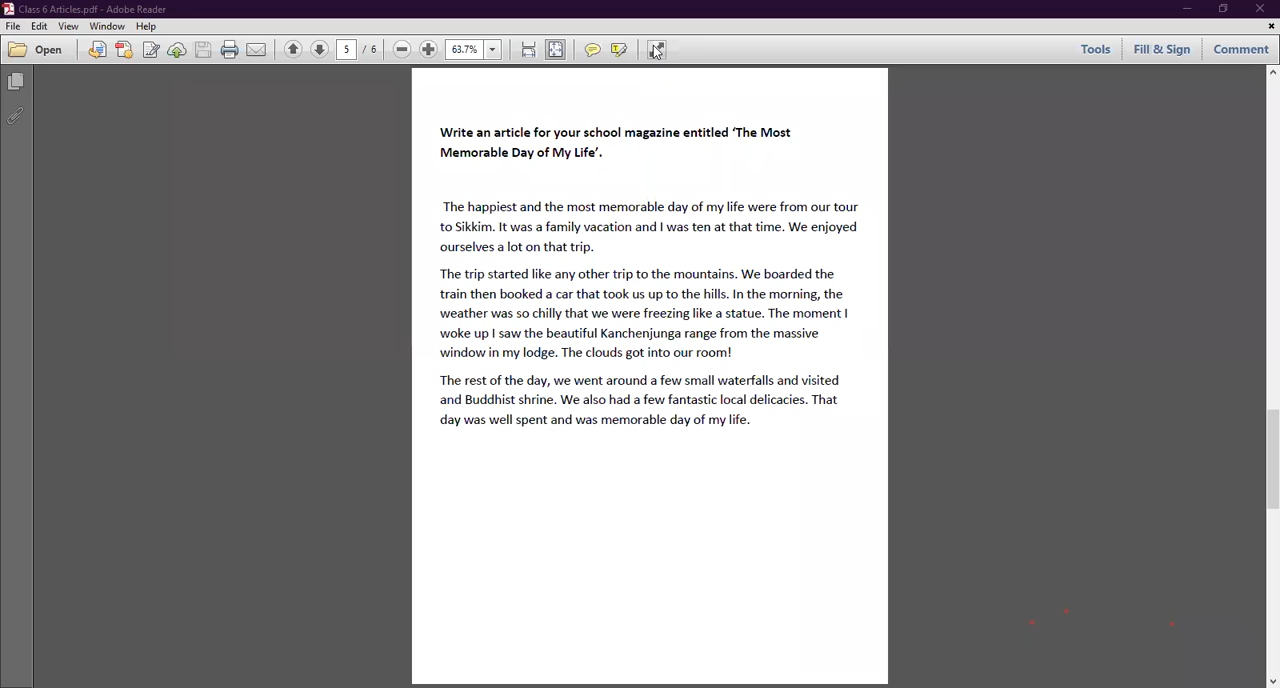 Class 6 Articles.pdf - Adobe Reader
File Edit View Window Help
Open 5 / 6 63.7% Tools Fill & Sign Comment
Write an article for your school magazine entitled ‘The Most
Memorable Day of My Life’.
The happiest and the most memorable day of my life were from our tour
to Sikkim. It was a family vacation and I was ten at that time. We enjoyed
ourselves a lot on that trip.
The trip started like any other trip to the mountains. We boarded the
train then booked a car that took us up to the hills. In the morning, the
weather was so chilly that we were freezing like a statue. The moment I
woke up I saw the beautiful Kanchenjunga range from the massive
window in my lodge. The clouds got into our room!
The rest of the day, we went around a few small waterfalls and visited
and Buddhist shrine. We also had a few fantastic local delicacies. That
day was well spent and was memorable day of my life.